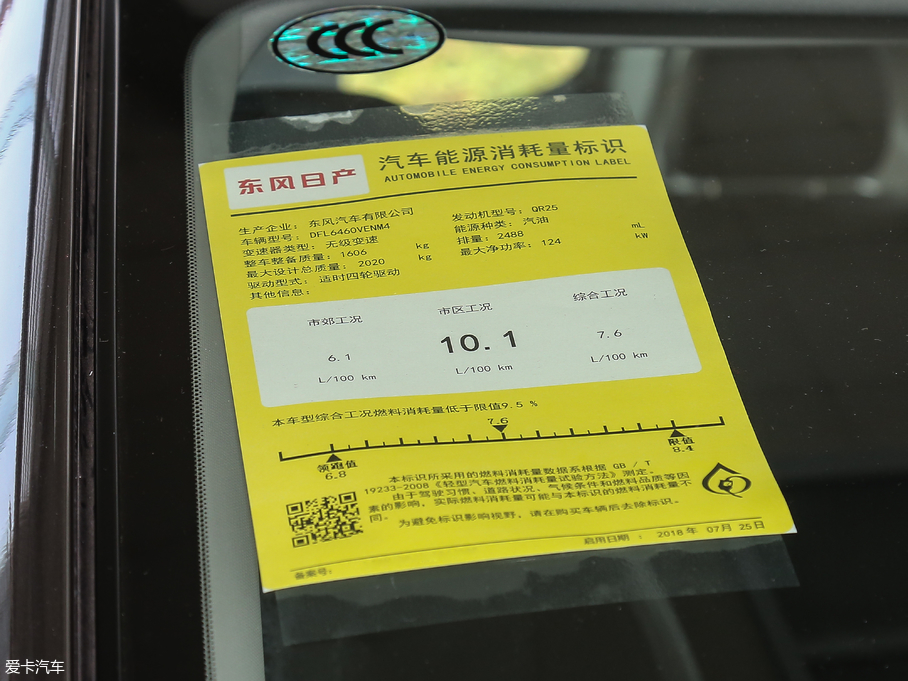 CCC
东风日产
汽车能源消耗量标识
AUTOMOBILE ENERGY CONSUMPTION LABEL
生产企业: 东风汽车有限公司
车辆型号: DFL6460VENM4
变速器类型: 无级变速
整车整备质量: 1606 kg
最大设计总质量: 2020 kg
驱动型式: 适时四轮驱动
其他信息:
发动机型号: QR25
能源种类: 汽油
排量: 2488 mL
最大净功率: 124 kW
市郊工况 市区工况 综合工况
6.1 10.1 7.6
L/100 km L/100 km L/100 km
本车型综合工况燃料消耗量低于限值9.5 %
7.6
领跑值 限值
6.8 8.4
本标识所采用的燃料消耗量数据系根据 GB / T
19233-2008《轻型汽车燃料消耗量试验方法》测定。
由于驾驶习惯、道路状况、气候条件和燃料品质等因
素的影响，实际燃料消耗量可能与本标识的燃料消耗量不
同。
为避免标识影响视野，请在购买车辆后去除标识。
启用日期 : 2018 年 07月 25日
备案号:
爱卡汽车